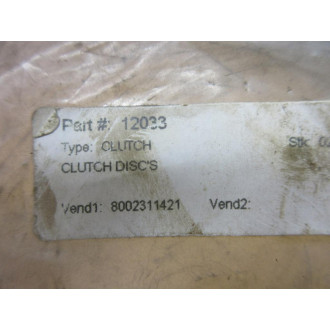 Part #: 12033
Type: CLUTCH Stk:
CLUTCH DISC'S
Vend1: 8002311421 Vend2: